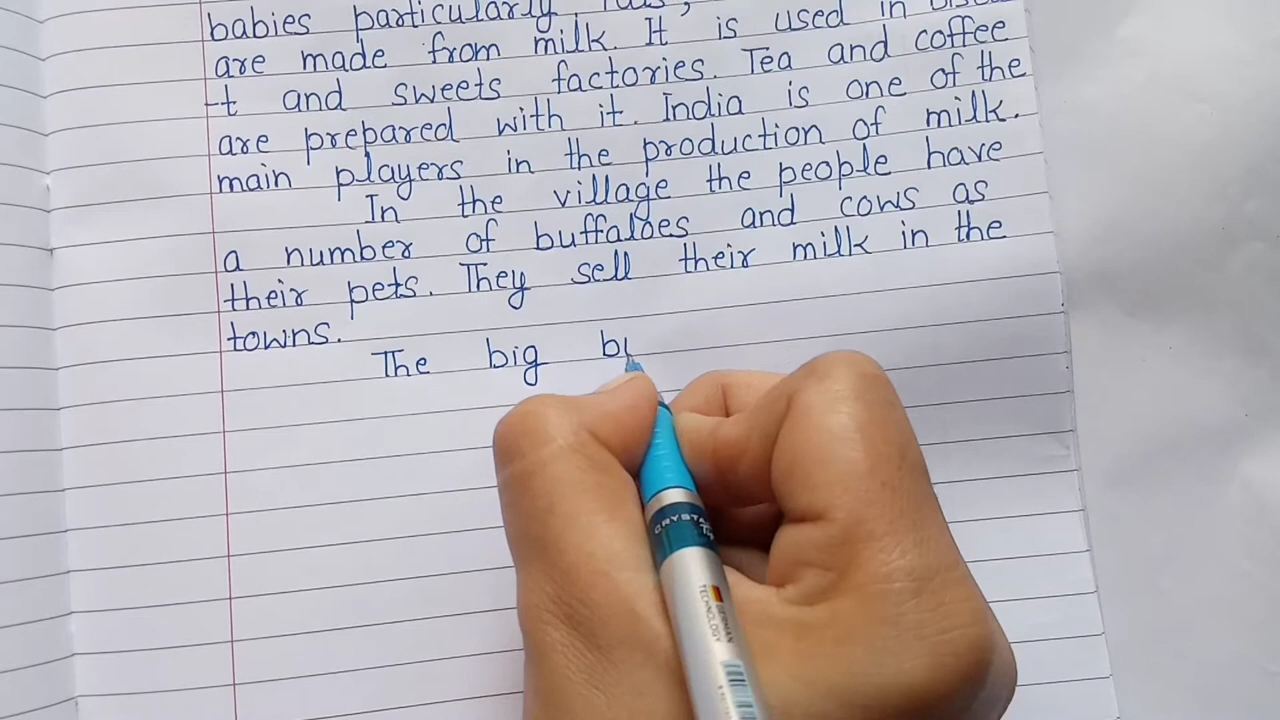 babies particularly
are made from milk. It is used in
-t and sweets factories. Tea and coffee
are prepared with it. India is one of the
main players in the production of milk.
In the village the people have
a number of buffaloes and cows as
their pets. They sell their milk in the
towns.
The big
GERMAN
TECHNOLOGY